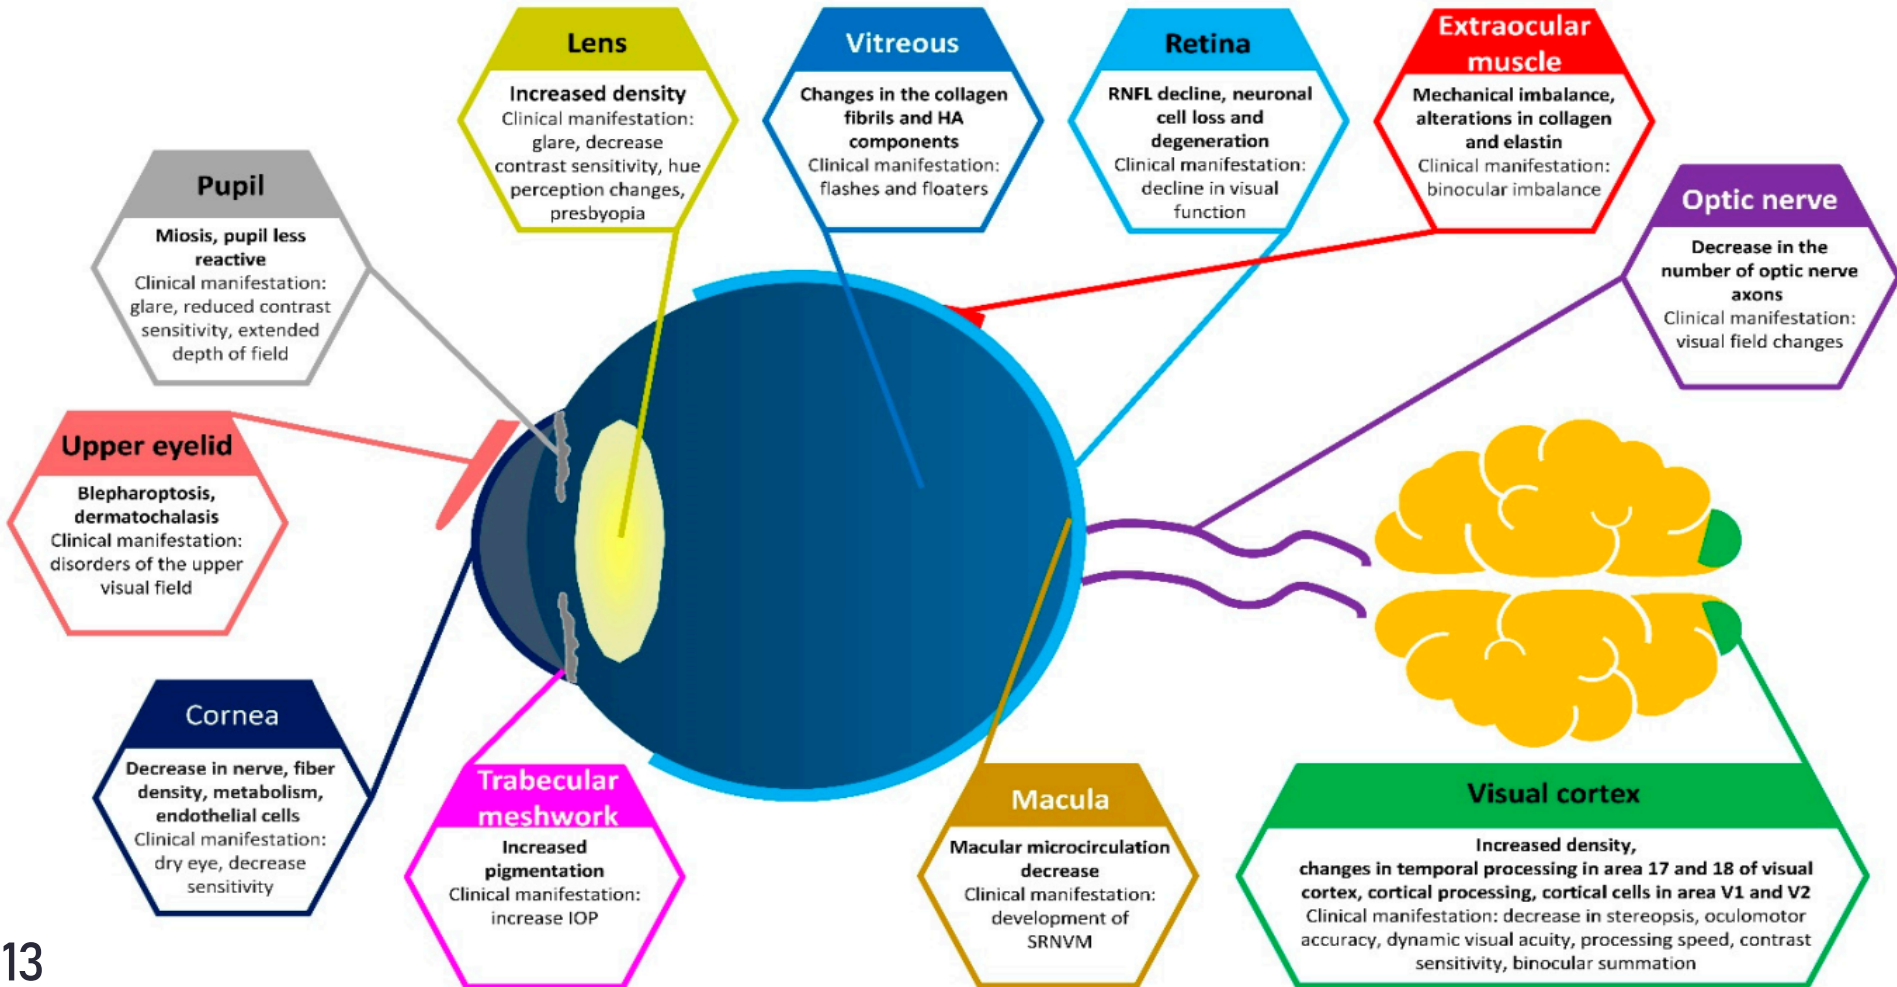 Lens
Increased density
Clinical manifestation:
glare, decrease
contrast sensitivity, hue
perception changes,
presbyopia
Vitreous
Changes in the collagen
fibrils and HA
components
Clinical manifestation:
flashes and floaters
Retina
RNFL decline, neuronal
cell loss and
degeneration
Clinical manifestation:
decline in visual
function
Extraocular
muscle
Mechanical imbalance,
alterations in collagen
and elastin
Clinical manifestation:
binocular imbalance
Pupil
Miosis, pupil less
reactive
Clinical manifestation:
glare, reduced contrast
sensitivity, extended
depth of field
Optic nerve
Decrease in the
number of optic nerve
axons
Clinical manifestation:
visual field changes
Upper eyelid
Blepharoptosis,
dermatochalasis
Clinical manifestation:
disorders of the upper
visual field
Cornea
Decrease in nerve, fiber
density, metabolism,
endothelial cells
Clinical manifestation:
dry eye, decrease
sensitivity
Trabecular
meshwork
Increased
pigmentation
Clinical manifestation:
increase IOP
Macula
Macular microcirculation
decrease
Clinical manifestation:
development of
SRNVM
Visual cortex
Increased density,
changes in temporal processing in area 17 and 18 of visual
cortex, cortical processing, cortical cells in area V1 and V2
Clinical manifestation: decrease in stereopsis, oculomotor
accuracy, dynamic visual acuity, processing speed, contrast
sensitivity, binocular summation
13